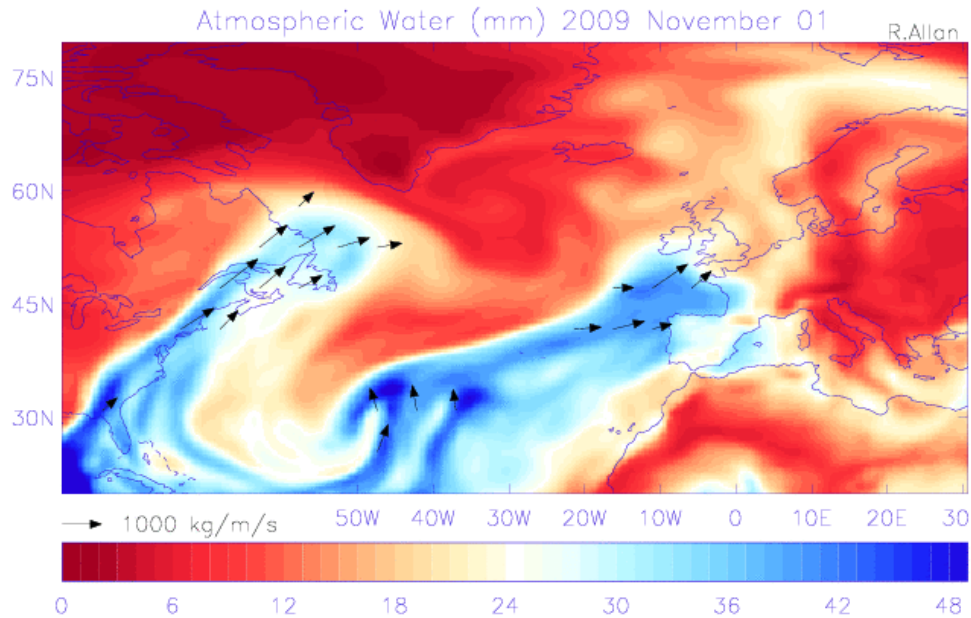 Atmospheric Water (mm) 2009 November 01
R.Allan
75N
60N
45N
30N
1000 kg/m/s
50W 40W 30W 20W 10W 0 10E 20E 30
0 6 12 18 24 30 36 42 48